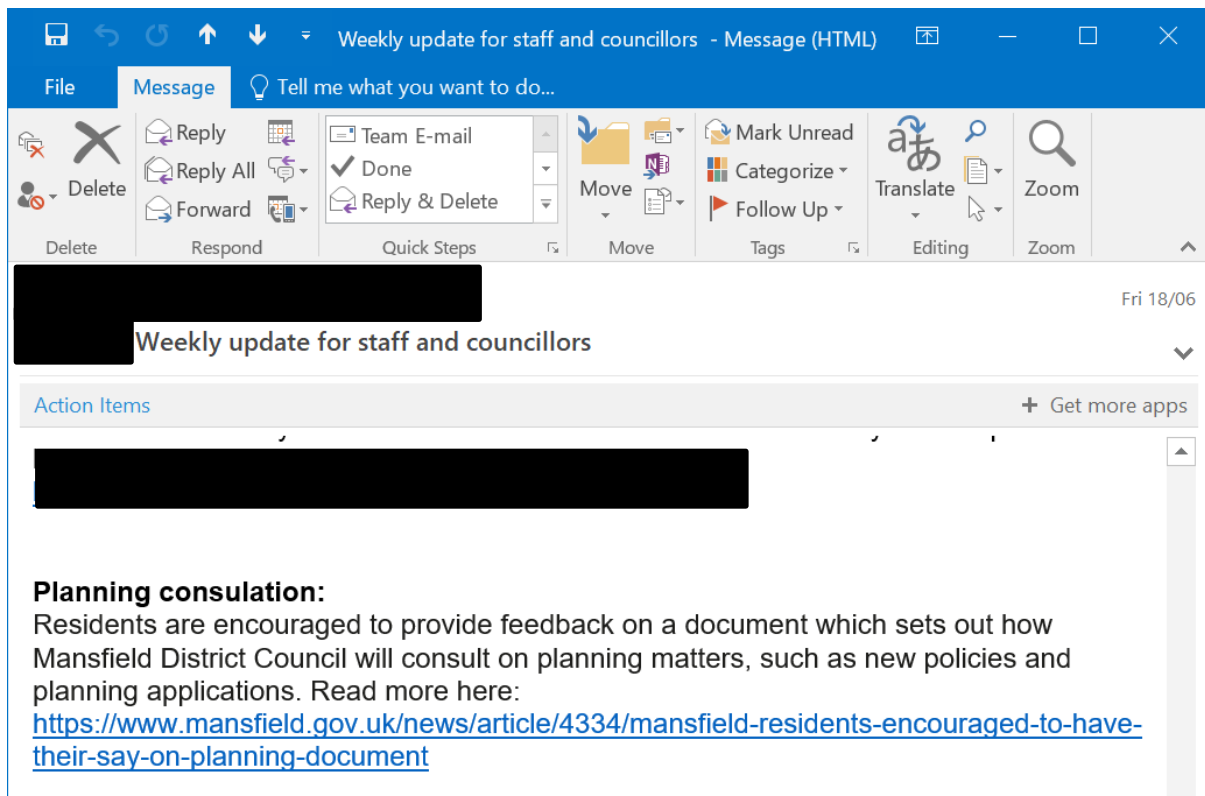 Weekly update for staff and councillors - Message (HTML)
File Message Tell me what you want to do...
Delete
Reply
Reply All
Forward
Team E-mail
Done
Reply & Delete
Move
Mark Unread
Categorize
Follow Up
Translate
Zoom
Delete Respond Quick Steps Move Tags Editing Zoom
Fri 18/06
Weekly update for staff and councillors
Action Items + Get more apps
Planning consulation:
Residents are encouraged to provide feedback on a document which sets out how
Mansfield District Council will consult on planning matters, such as new policies and
planning applications. Read more here:
https://www.mansfield.gov.uk/news/article/4334/mansfield-residents-encouraged-to-have-
their-say-on-planning-document